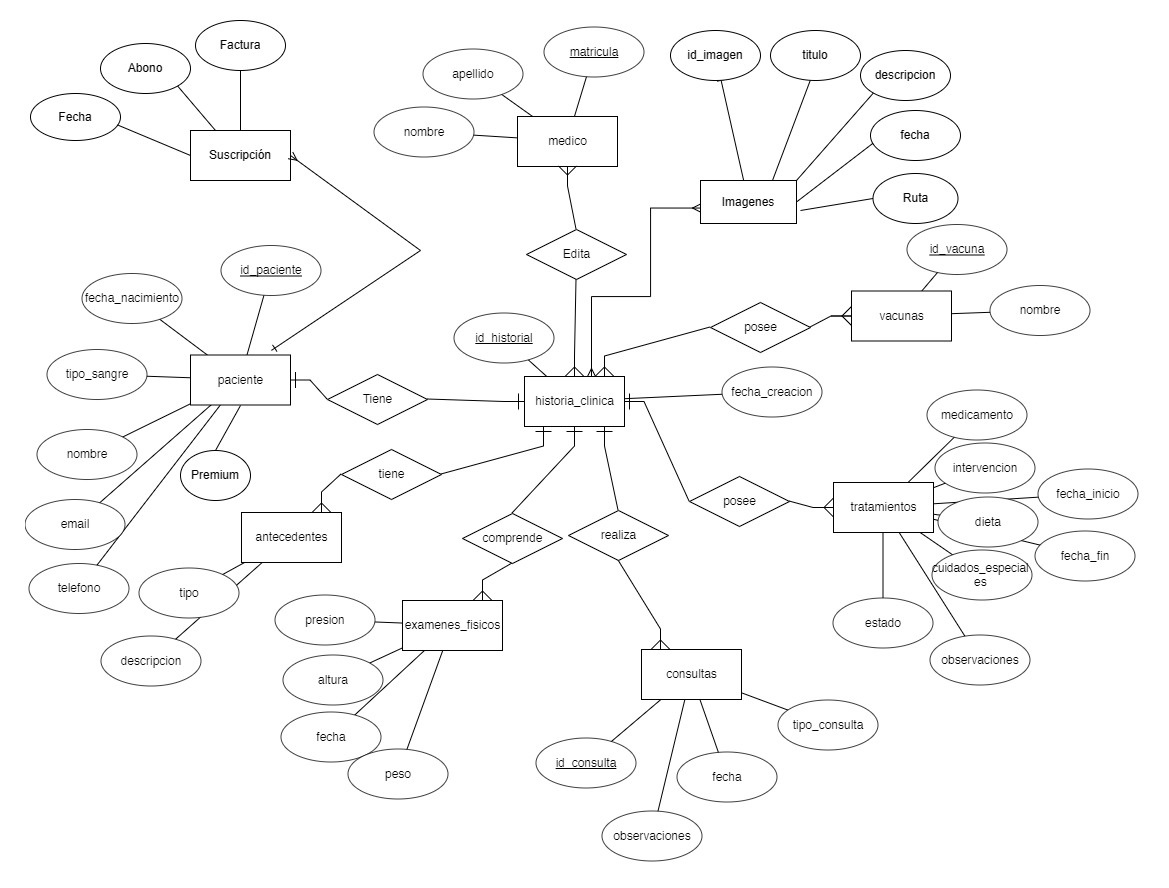 Factura
Abono
Fecha
Suscripción
matricula
apellido
nombre
medico
id_imagen
titulo
descripcion
fecha
Ruta
Imagenes
Edita
id_paciente
fecha_nacimiento
tipo_sangre
paciente
nombre
Premium
email
telefono
Tiene
id_historial
historia_clinica
fecha_creacion
posee
vacunas
id_vacuna
nombre
tiene
antecedentes
tipo
descripcion
comprende
realiza
posee
tratamientos
medicamento
intervencion
fecha_inicio
dieta
fecha_fin
cuidados_especial
es
estado
observaciones
examenes_fisicos
presion
altura
fecha
peso
consultas
tipo_consulta
id_consulta
fecha
observaciones